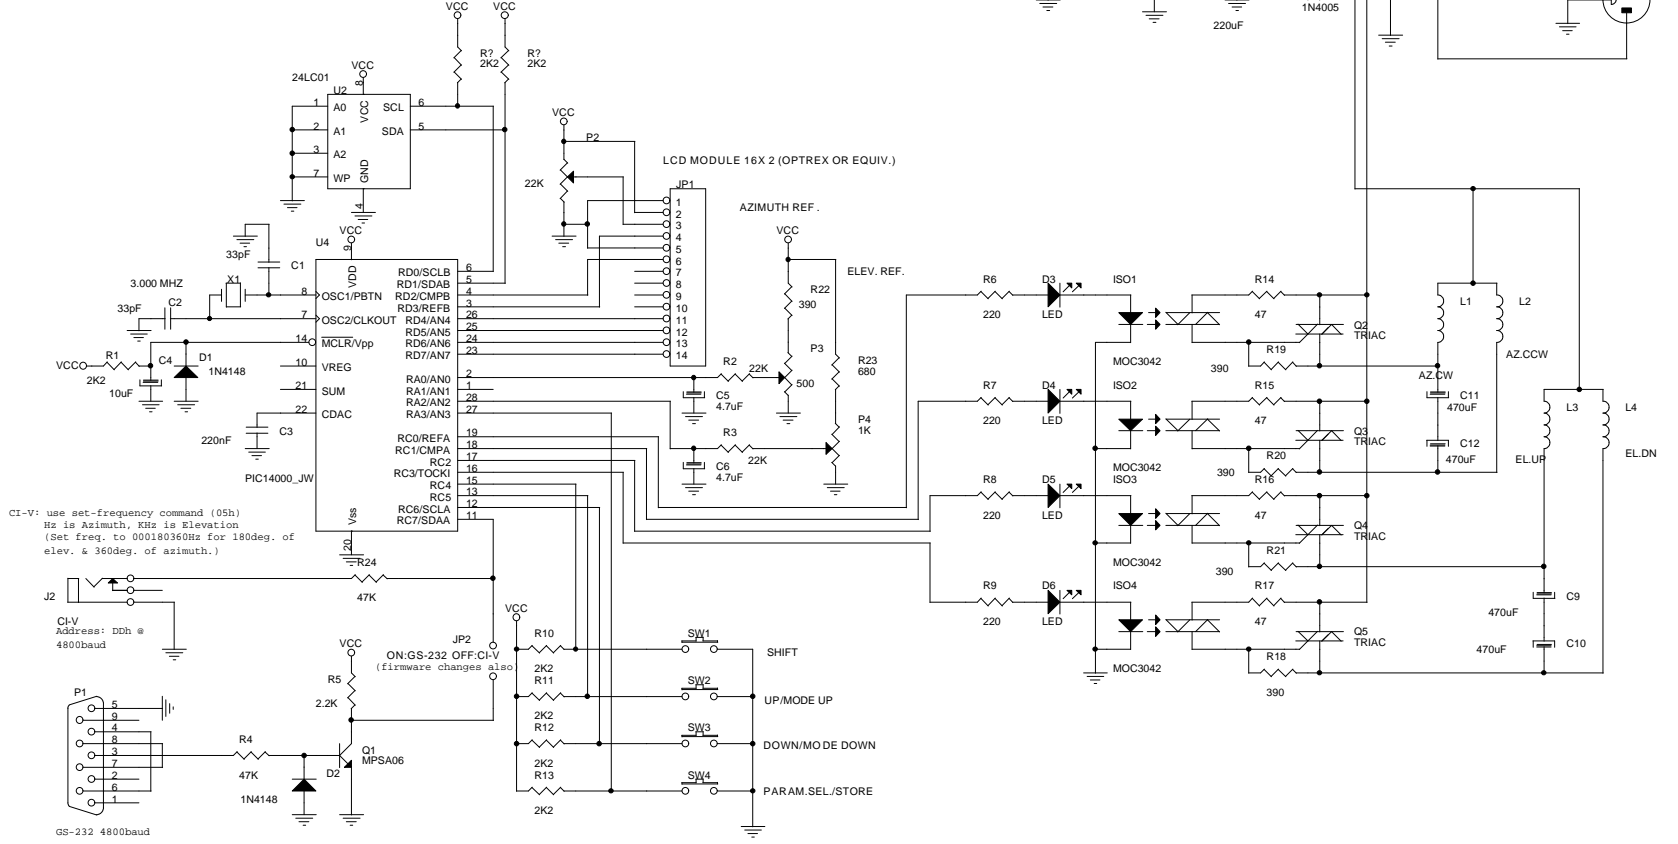 VCC
VCC
1N4005
220uF
R?
2K2
R?
2K2
VCC
24LC01
U2
8
1
A0
VCC
SCL
6
2
A1
SDA
5
3
A2
7
WP
GND
4
VCC
P2
22K
LCD MODULE 16X 2 (OPTREX OR EQUIV.)
JP1
1
2
3
4
5
6
7
8
9
10
11
12
13
14
AZIMUTH REF .
VCC
ELEV. REF.
R22
390
P3
500
R23
680
P4
1K
VCC
U4
9
VDD
33pF
C1
3.000 MHZ
X1
33pF
C2
8
OSC1/PBTN
7
OSC2/CLKOUT
14
MCLR/Vpp
10
VREG
21
SUM
22
CDAC
VCC
R1
2K2
C4
10uF
D1
1N4148
220nF
C3
PIC14000_JW
Vss
20
RD0/SCLB
6
RD1/SDAB
5
RD2/CMPB
4
RD3/REFB
3
RD4/AN4
26
RD5/AN5
25
RD6/AN6
24
RD7/AN7
23
RA0/AN0
2
RA1/AN1
1
RA2/AN2
28
RA3/AN3
27
RC0/REFA
19
RC1/CMPA
18
RC2
17
RC3/TOCKI
16
RC4
15
RC5
13
RC6/SCLA
12
RC7/SDAA
11
R2
22K
C5
4.7uF
R3
22K
C6
4.7uF
R6
220
D3
LED
ISO1
MOC3042
R14
47
R19
390
Q2
TRIAC
R7
220
D4
LED
ISO2
MOC3042
R15
47
R20
390
Q3
TRIAC
R8
220
D5
LED
ISO3
MOC3042
R16
47
R21
390
Q4
TRIAC
R9
220
D6
LED
ISO4
MOC3042
R17
47
R18
390
Q5
TRIAC
L1
L2
AZ.CCW
AZ.CW
C11
470uF
C12
470uF
L3
L4
EL.UP
EL.DN
C9
470uF
C10
470uF
CI-V: use set-frequency command (05h)
Hz is Azimuth, KHz is Elevation
(Set freq. to 000180360Hz for 180deg. of
elev. & 360deg. of azimuth.)
R24
47K
J2
CI-V
Address: DDh @
4800baud
VCC
R5
2.2K
JP2
ON:GS-232 OFF:CI-V
(firmware changes also)
VCC
R10
2K2
SW1
SHIFT
R11
2K2
SW2
UP/MODE UP
R12
2K2
SW3
DOWN/MODE DOWN
R13
2K2
SW4
PARAM.SEL./STORE
P1
5
9
4
8
3
7
2
6
1
R4
47K
D2
1N4148
Q1
MPSA06
GS-232 4800baud